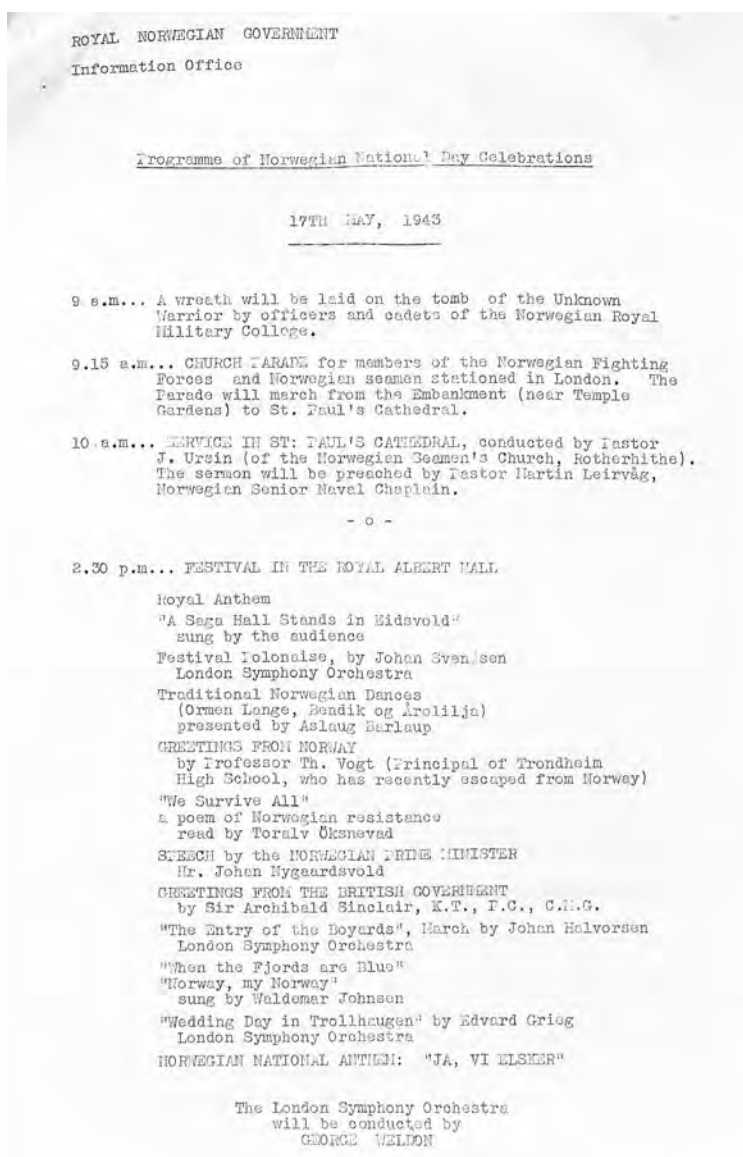 ROYAL NORWEGIAN GOVERNMENT
Information Office
Programme of Norwegian National Day Celebrations
17TH MAY, 1943
9 a.m... A wreath will be laid on the tomb of the Unknown
Warrior by officers and cadets of the Norwegian Royal
Military College.
9.15 a.m... CHURCH PARADE for members of the Norwegian Fighting
Forces and Norwegian seamen stationed in London. The
Parade will march from the Embankment (near Temple
Gardens) to St. Paul's Cathedral.
10 a.m... SERVICE IN ST: PAUL'S CATHEDRAL, conducted by Pastor
J. Ursin (of the Norwegian Seamen's Church, Rotherhithe).
The sermon will be preached by Pastor Martin Leirvåg,
Norwegian Senior Naval Chaplain.
- o -
2.30 p.m... FESTIVAL IN THE ROYAL ALBERT HALL
Royal Anthem
"A Saga Hall Stands in Eidsvold"
sung by the audience
Festival Polonaise, by Johan Svendsen
London Symphony Orchestra
Traditional Norwegian Dances
(Ormen Lange, Bendik og Årolilja)
presented by Aslaug Barlaup
GREETINGS FROM NORWAY
by Professor Th. Vogt (Principal of Trondheim
High School, who has recently escaped from Norway)
"We Survive All"
a poem of Norwegian resistance
read by Toralv Öksnevad
SPEECH by the NORWEGIAN PRIME MINISTER
Mr. Johan Nygaardsvold
GREETINGS FROM THE BRITISH GOVERNMENT
by Sir Archibald Sinclair, K.T., P.C., C.M.G.
"The Entry of the Boyards", March by Johan Halvorsen
London Symphony Orchestra
"When the Fjords are Blue"
"Norway, my Norway"
sung by Waldemar Johnsen
"Wedding Day in Trollhaugen" by Edvard Grieg
London Symphony Orchestra
NORWEGIAN NATIONAL ANTHEM: "JA, VI ELSKER"
The London Symphony Orchestra
will be conducted by
GEORGE WELDON